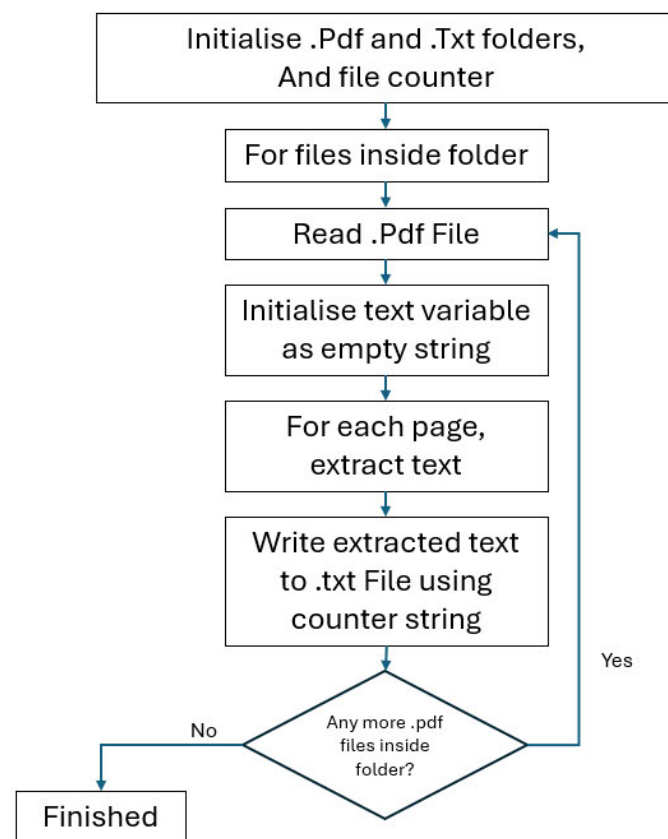 Initialise .Pdf and .Txt folders,
And file counter
For files inside folder
Read .Pdf File
Initialise text variable
as empty string
For each page,
extract text
Write extracted text
to .txt File using
counter string
Yes
Any more .pdf
files inside
folder?
No
Finished